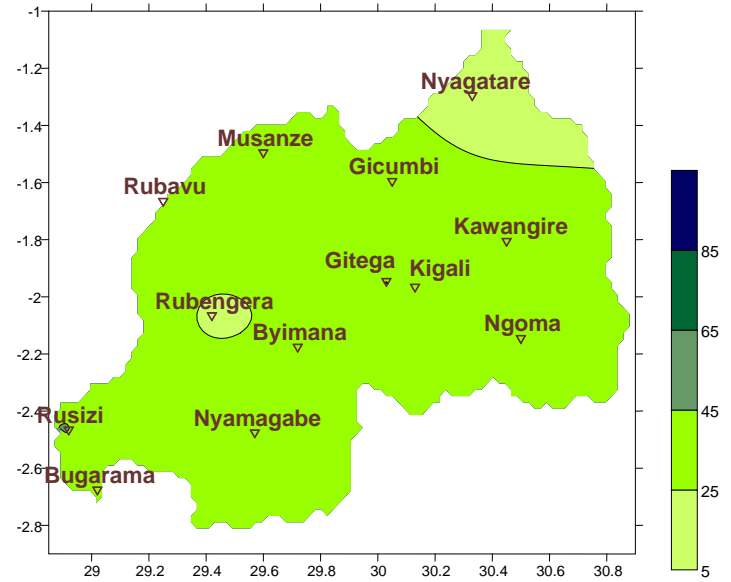 -1
-1.2
-1.4
-1.6
-1.8
-2
-2.2
-2.4
-2.6
-2.8
Nyagatare
Musanze
Gicumbi
Rubavu
Kawangire
Gitega
Kigali
Rubengera
Ngoma
Byimana
Rusizi
Nyamagabe
Bugarama
29
29.2
29.4
29.6
29.8
30
30.2
30.4
30.6
30.8
85
65
45
25
5